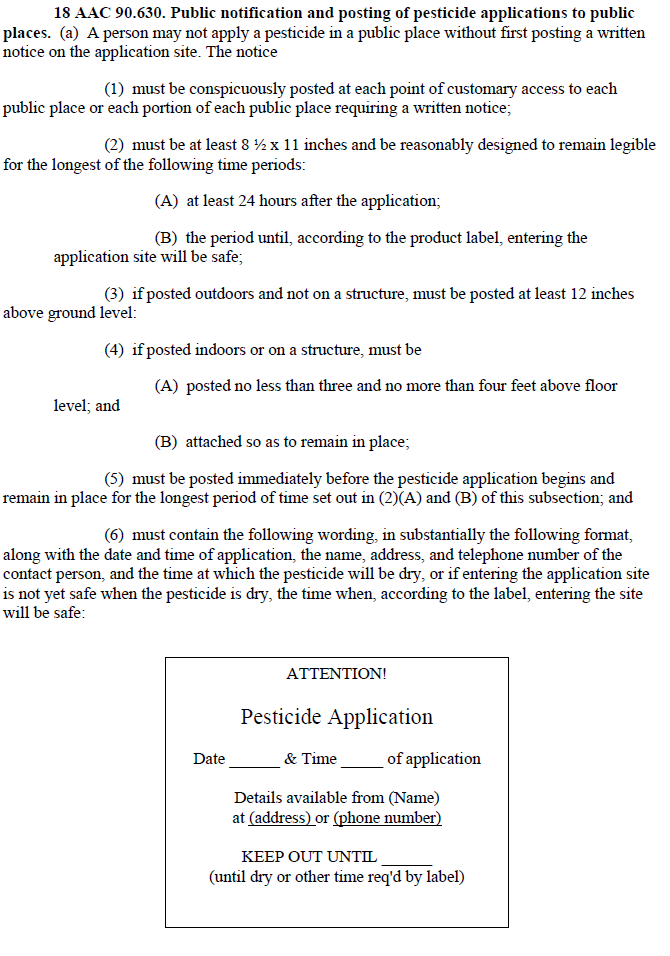 18 AAC 90.630. Public notification and posting of pesticide applications to public
places. (a) A person may not apply a pesticide in a public place without first posting a written
notice on the application site. The notice
(1) must be conspicuously posted at each point of customary access to each
public place or each portion of each public place requiring a written notice;
(2) must be at least 8 ½ x 11 inches and be reasonably designed to remain legible
for the longest of the following time periods:
(A) at least 24 hours after the application;
(B) the period until, according to the product label, entering the
application site will be safe;
(3) if posted outdoors and not on a structure, must be posted at least 12 inches
above ground level:
(4) if posted indoors or on a structure, must be
(A) posted no less than three and no more than four feet above floor
level; and
(B) attached so as to remain in place;
(5) must be posted immediately before the pesticide application begins and
remain in place for the longest period of time set out in (2)(A) and (B) of this subsection; and
(6) must contain the following wording, in substantially the following format,
along with the date and time of application, the name, address, and telephone number of the
contact person, and the time at which the pesticide will be dry, or if entering the application site
is not yet safe when the pesticide is dry, the time when, according to the label, entering the site
will be safe:
ATTENTION!
Pesticide Application
Date ______ & Time _____ of application
Details available from (Name)
at (address) or (phone number)
KEEP OUT UNTIL ______
(until dry or other time req'd by label)